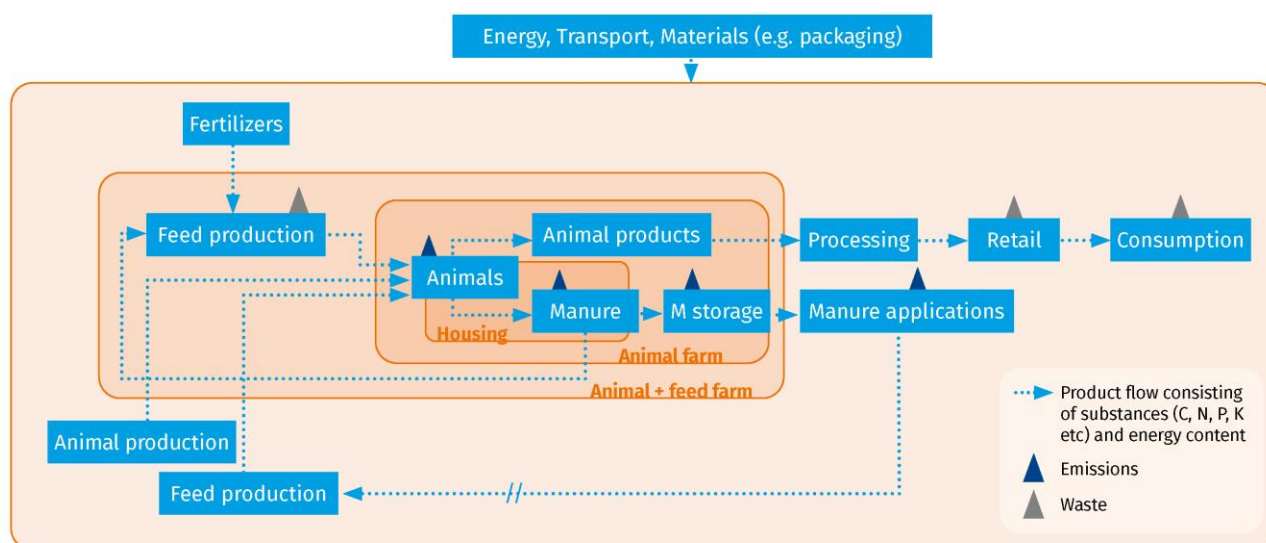 Energy, Transport, Materials (e.g. packaging)
Fertilizers
Feed production
Animal products
Processing
Retail
Consumption
Animals
Manure
M storage
Manure applications
Housing
Animal farm
Animal + feed farm
Animal production
Feed production
Product flow consisting
of substances (C, N, P, K
etc) and energy content
Emissions
Waste